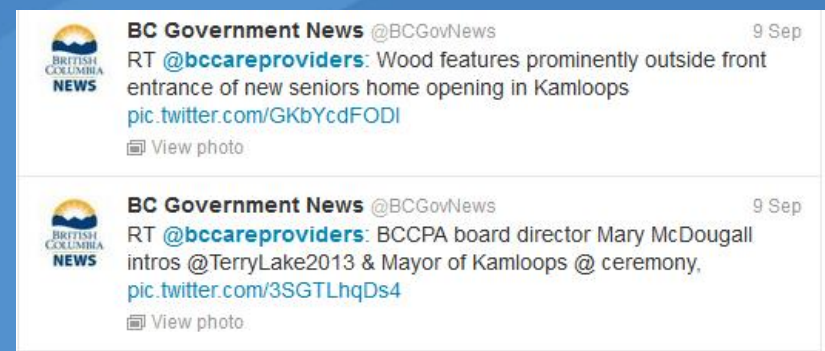 BRITISH COLUMBIA NEWS
BC Government News @BCGovNews 9 Sep
RT @bccareproviders: Wood features prominently outside front
entrance of new seniors home opening in Kamloops
pic.twitter.com/GKbYcdFODl
View photo
BRITISH COLUMBIA NEWS
BC Government News @BCGovNews 9 Sep
RT @bccareproviders: BCCPA board director Mary McDougall
intros @TerryLake2013 & Mayor of Kamloops @ ceremony,
pic.twitter.com/3SGTLhqDs4
View photo